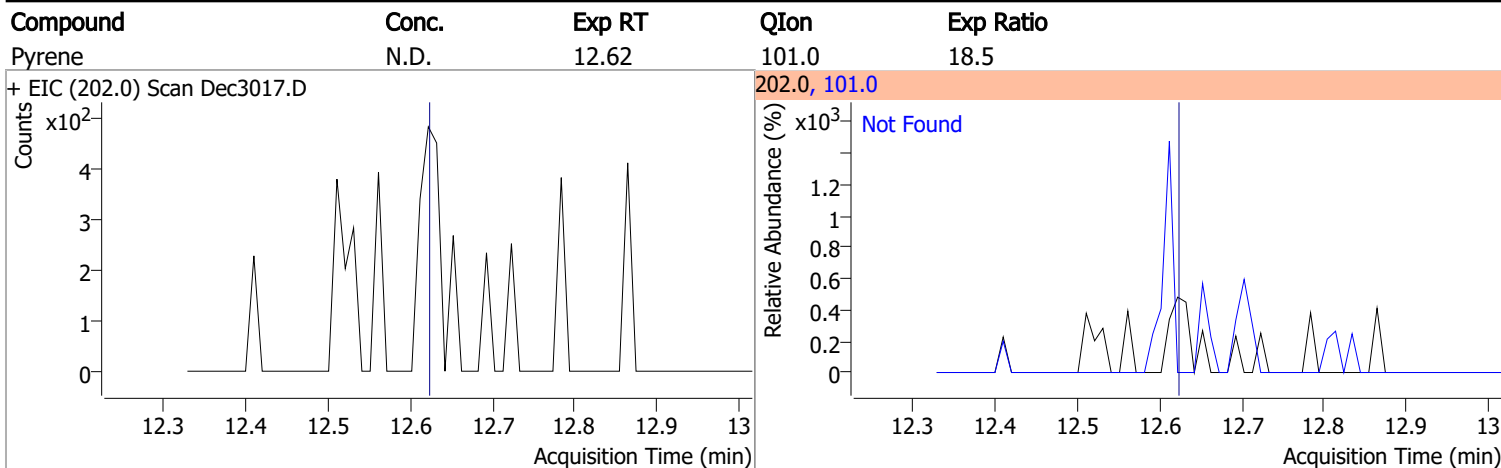 Compound Conc. Exp RT QIon Exp Ratio
Pyrene N.D. 12.62 101.0 18.5
+ EIC (202.0) Scan Dec3017.D
Counts
x10²
4
3
2
1
0
12.3 12.4 12.5 12.6 12.7 12.8 12.9 13
Acquisition Time (min)
202.0, 101.0
Relative Abundance (%)
x10³
Not Found
1.2
1
0.8
0.6
0.4
0.2
0
12.3 12.4 12.5 12.6 12.7 12.8 12.9 13
Acquisition Time (min)